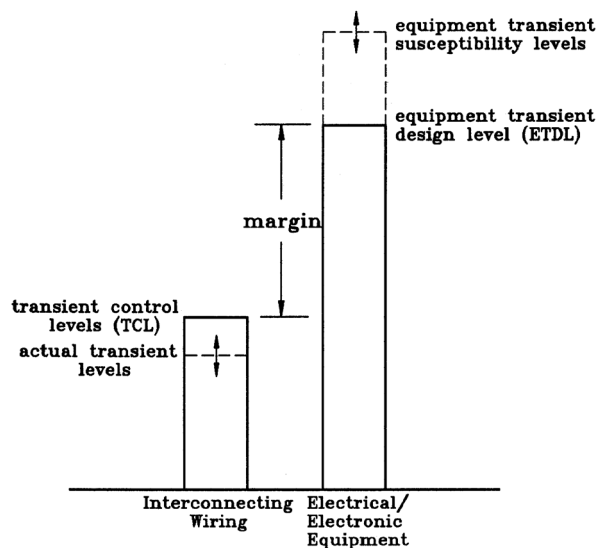 equipment transient
susceptibility levels
equipment transient
design level (ETDL)
margin
transient control
levels (TCL)
actual transient
levels
Interconnecting
Wiring
Electrical/
Electronic
Equipment